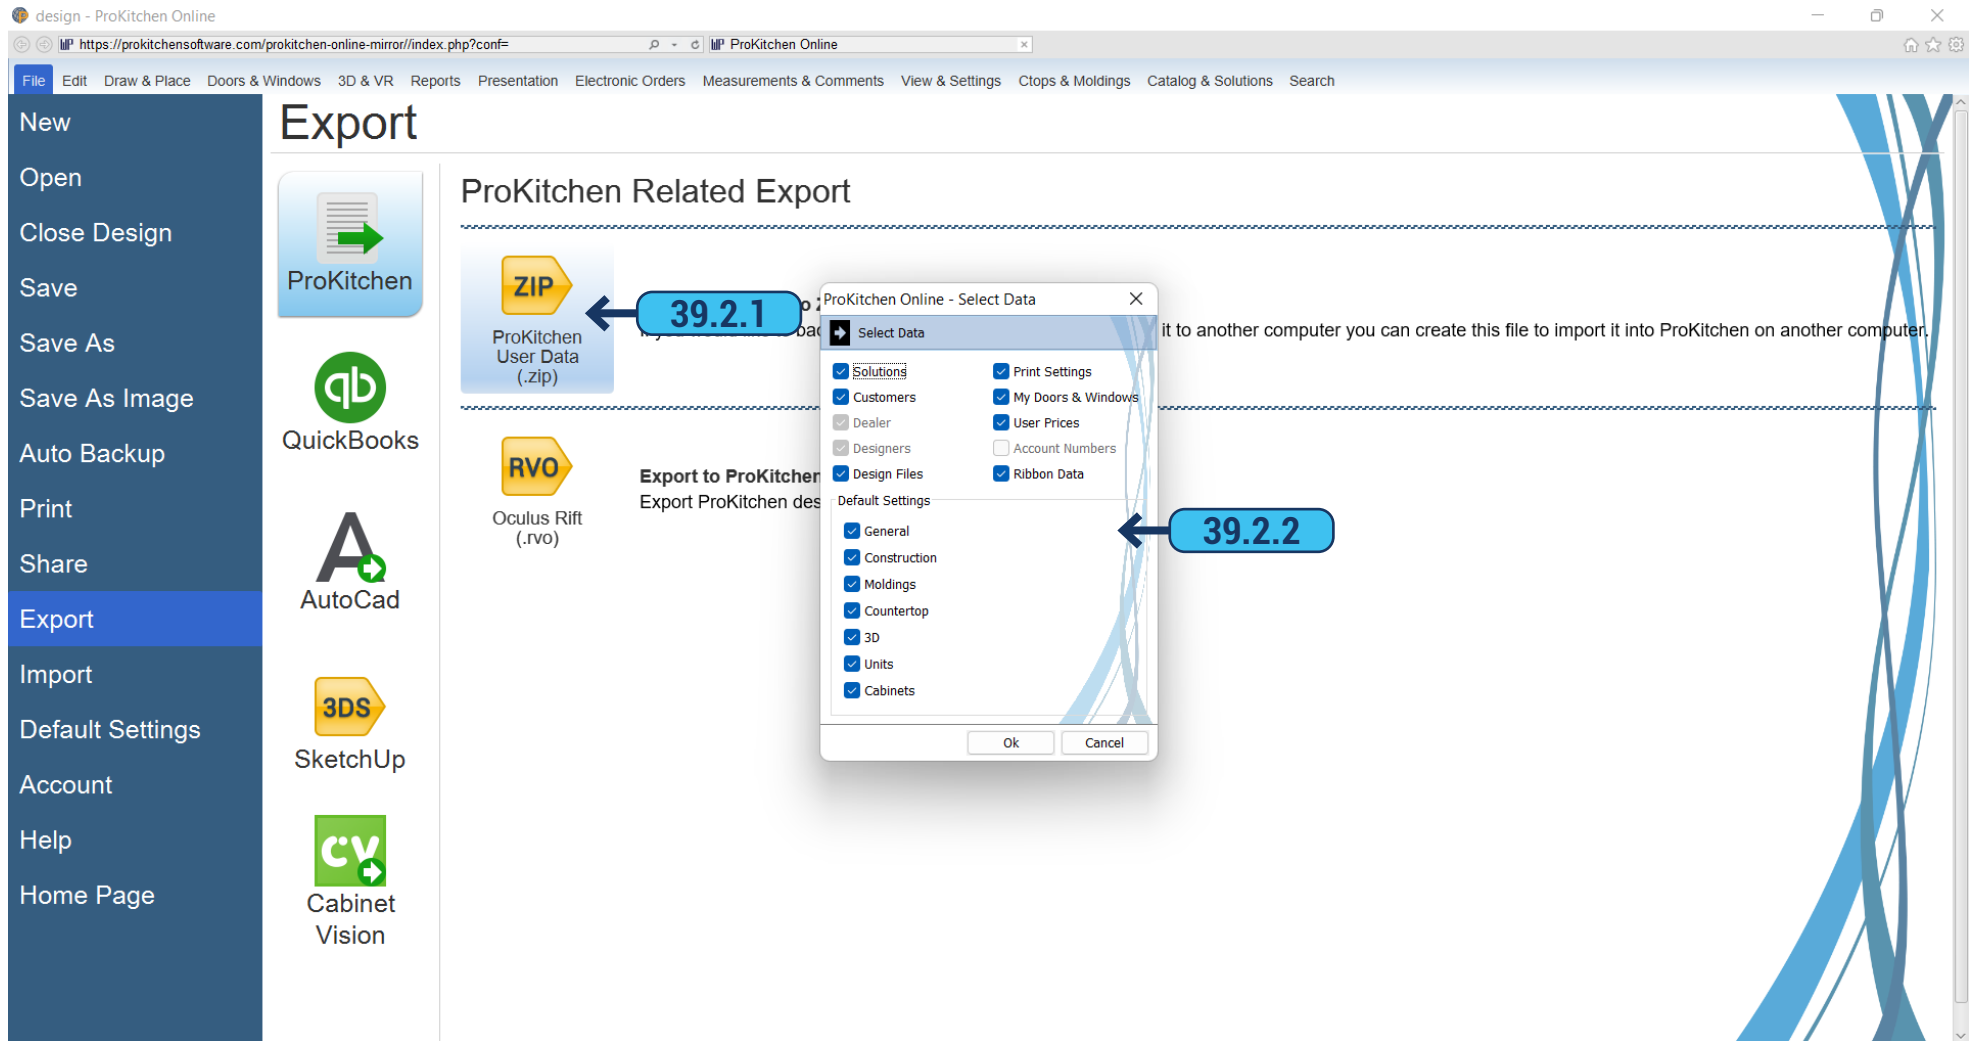 design - ProKitchen Online
https://prokitchensoftware.com/prokitchen-online-mirror//index.php?conf=
ProKitchen Online
File Edit Draw & Place Doors & Windows 3D & VR Reports Presentation Electronic Orders Measurements & Comments View & Settings Ctops & Moldings Catalog & Solutions Search
New
Open
Close Design
Save
Save As
Save As Image
Auto Backup
Print
Share
Export
Import
Default Settings
Account
Help
Home Page
Export
ProKitchen
QuickBooks
AutoCad
3DS
SketchUp
CV
Cabinet
Vision
ProKitchen Related Export
ZIP
ProKitchen
User Data
(.zip)
39.2.1
it to another computer you can create this file to import it into ProKitchen on another computer.
RVO
Oculus Rift
(.rvo)
Export to ProKitchen
Export ProKitchen des
ProKitchen Online - Select Data
Select Data
Solutions
Customers
Dealer
Designers
Design Files
Print Settings
My Doors & Windows
User Prices
Account Numbers
Ribbon Data
Default Settings
General
Construction
Moldings
Countertop
3D
Units
Cabinets
Ok
Cancel
39.2.2